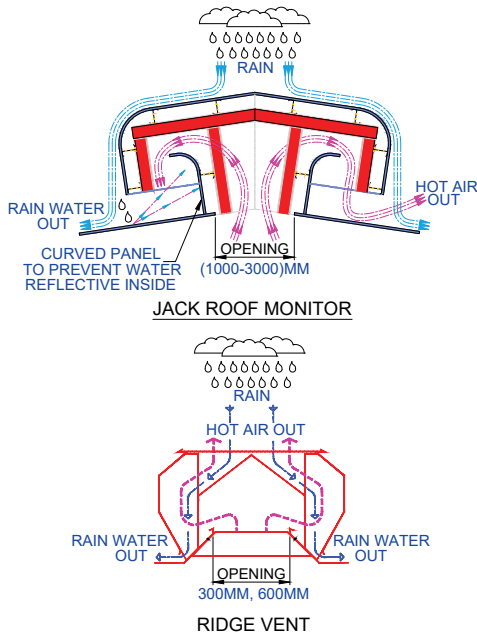 RAIN
HOT AIR
OUT
RAIN WATER
OUT
CURVED PANEL
TO PREVENT WATER
REFLECTIVE INSIDE
OPENING
(1000-3000)MM
JACK ROOF MONITOR
RAIN
HOT AIR OUT
RAIN WATER
OUT
RAIN WATER
OUT
OPENING
300MM, 600MM
RIDGE VENT